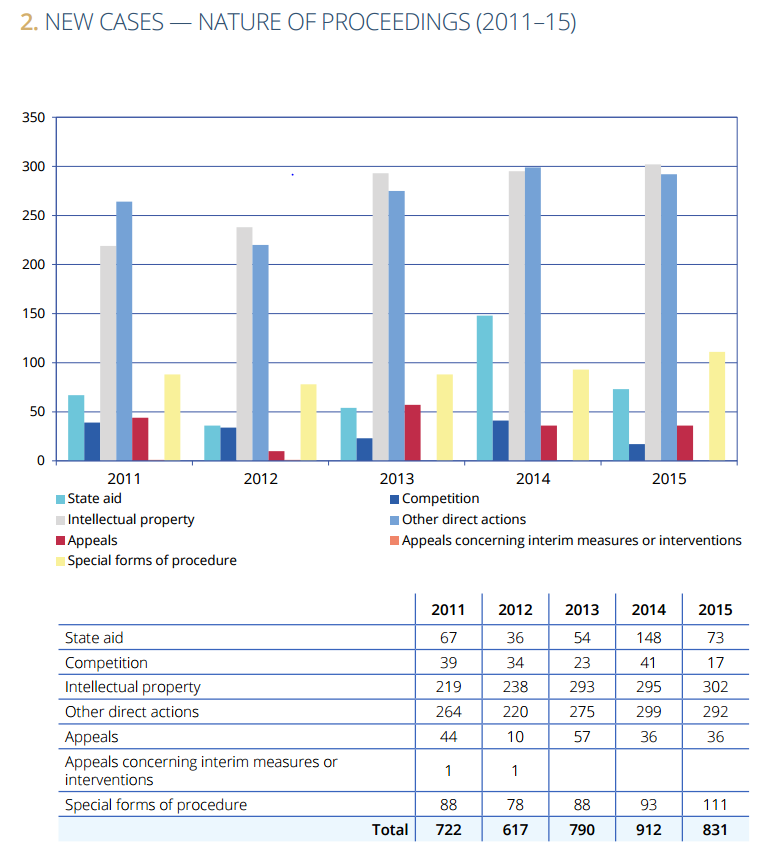 2. NEW CASES — NATURE OF PROCEEDINGS (2011–15)
350
300
250
200
150
100
50
0
2011 2012 2013 2014 2015
State aid Competition
Intellectual property Other direct actions
Appeals Appeals concerning interim measures or interventions
Special forms of procedure
2011 2012 2013 2014 2015
State aid 67 36 54 148 73
Competition 39 34 23 41 17
Intellectual property 219 238 293 295 302
Other direct actions 264 220 275 299 292
Appeals 44 10 57 36 36
Appeals concerning interim measures or
interventions 1 1
Special forms of procedure 88 78 88 93 111
Total 722 617 790 912 831